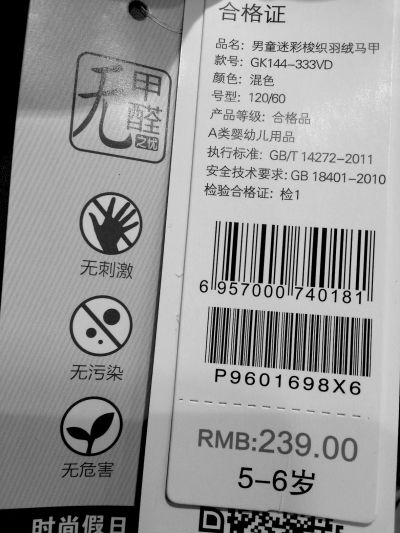 无甲醛之忧
无刺激
无污染
无危害
时尚假日
合格证
品名：男童迷彩梭织羽绒马甲
款号：GK144-333VD
颜色：混色
号型：120/60
产品等级：合格品
A类婴幼儿用品
执行标准：GB/T 14272-2011
安全技术要求:GB 18401-2010
检验合格证：检1
6 957000 740181
P9601698X6
RMB:239.00
5-6岁